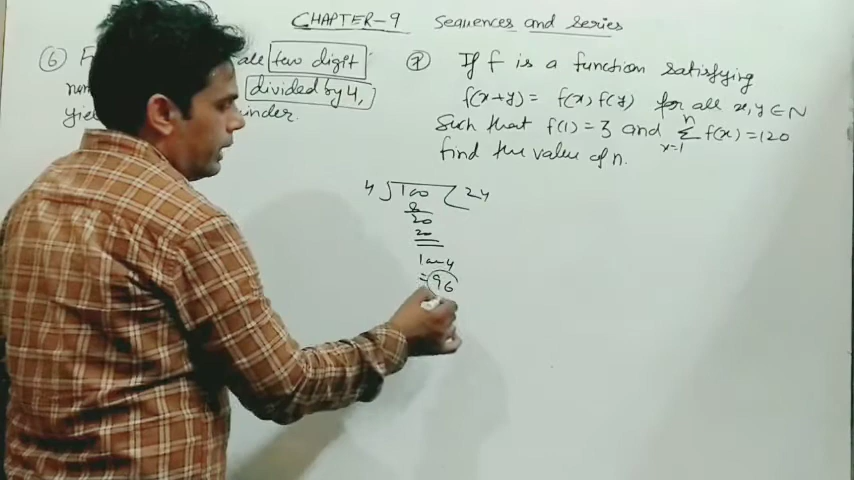 CHAPTER-9 Sequences and series
⑥ F all two digit
num divided by 4,
yie inder.
⑦ If f is a function satisfying
f(x+y) = f(x) f(y) for all x, y ∈ N
Such that f(1) = 3 and n∑x=1 f(x) = 120
find the value of n.
4 ) 100 ( 24
8
20
20
100-4
= 96